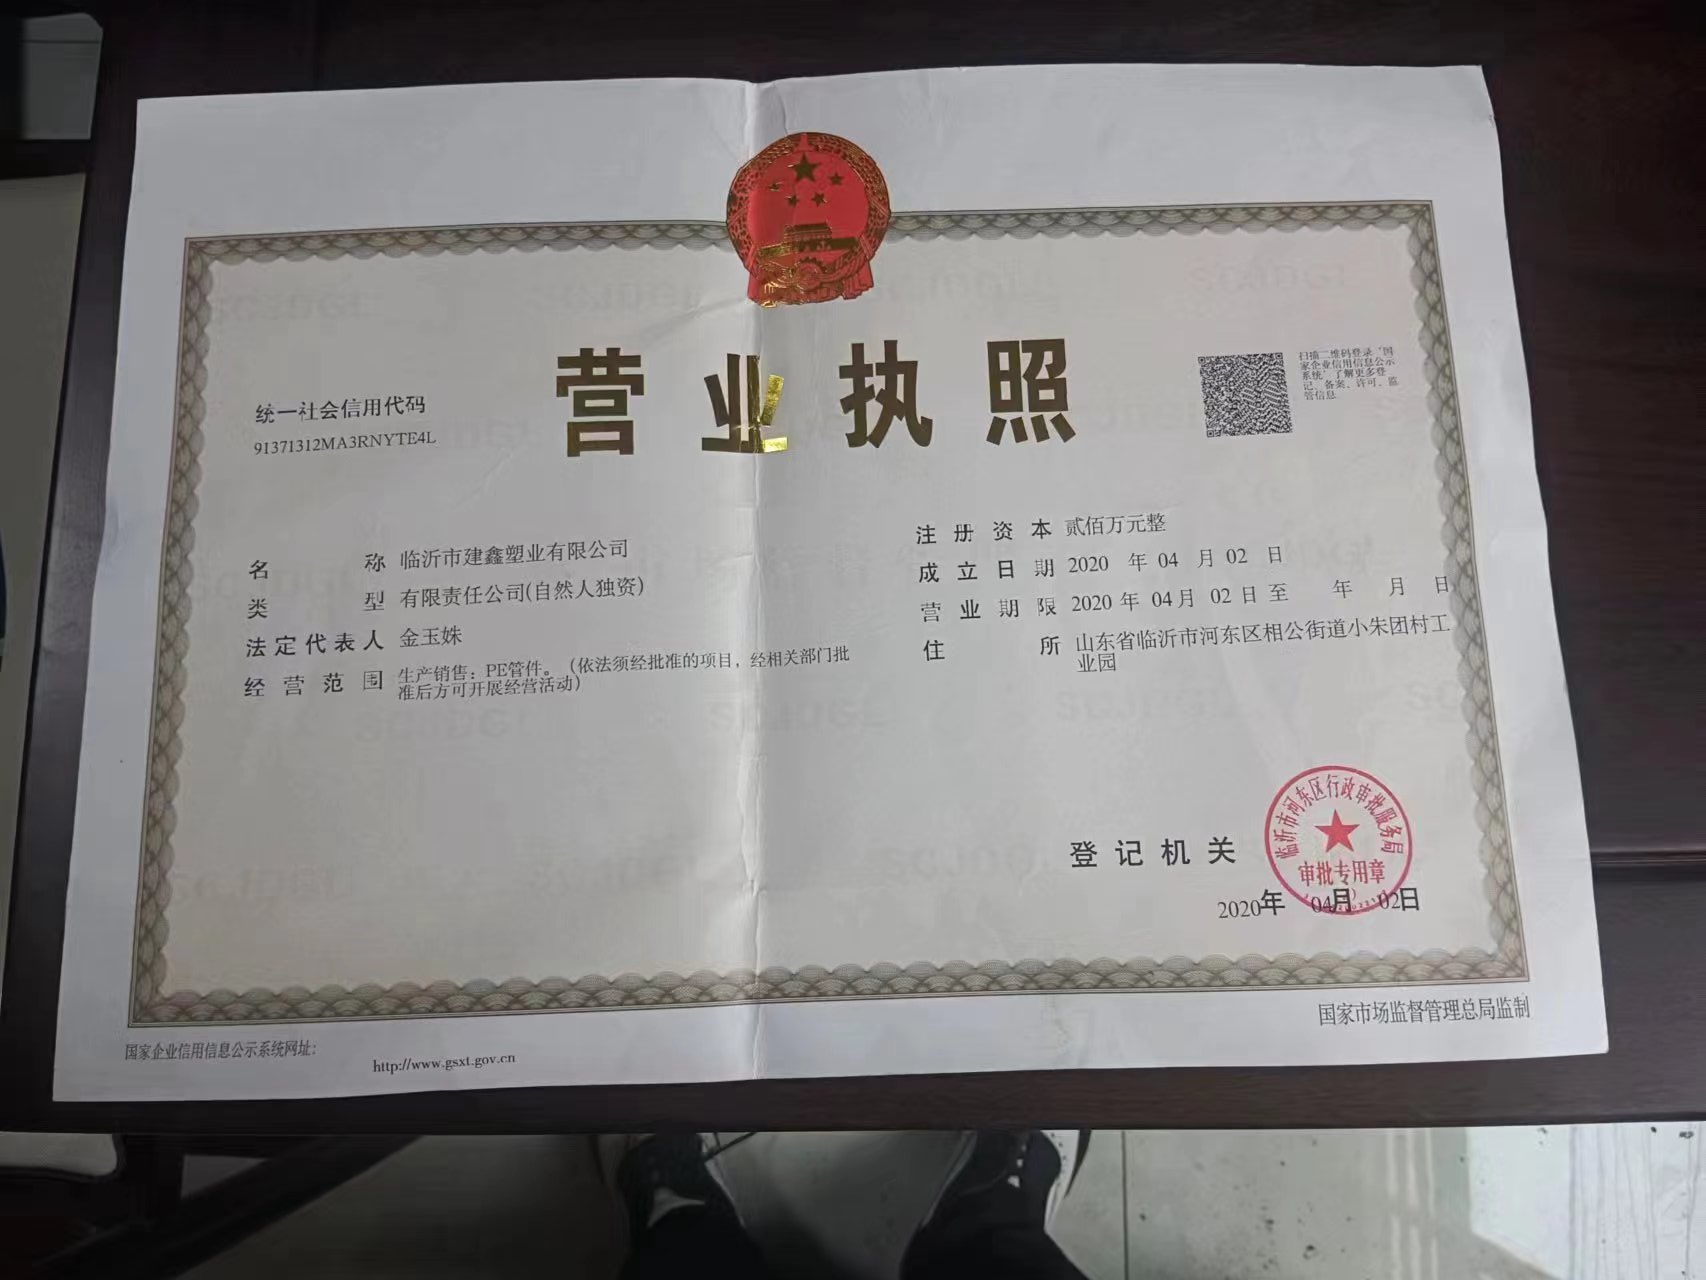 营业执照
统一社会信用代码
91371312MA3RNYTE4L
扫描二维码登录‘国
家企业信用信息公示
系统’了解更多登
记、备案、许可、监
管信息
名称 临沂市建鑫塑业有限公司
类型 有限责任公司(自然人独资)
法定代表人 金玉姝
经营范围 生产销售：PE管件。（依法须经批准的项目，经相关部门批
准后方可开展经营活动）
注册资本 贰佰万元整
成立日期 2020 年 04 月 02 日
营业期限 2020 年 04 月 02 日 至 年 月 日
住所 山东省临沂市河东区相公街道小朱团村工
业园
登记机关
临沂市河东区行政审批服务局
审批专用章
2020年 04月 02日
国家企业信用信息公示系统网址：
http://www.gsxt.gov.cn
国家市场监督管理总局监制